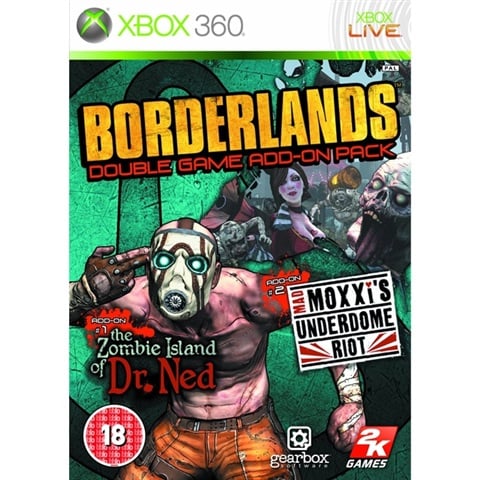 XBOX 360.
XBOX
LIVE
PAL
BORDERLANDS
DOUBLE GAME ADD-ON PACK
ADD-ON
#2
MAD
MOXXI'S
UNDERDOME
RIOT
ADD-ON
#1
the
Zombie Island
of Dr. Ned
18
gearbox
software
2K
GAMES